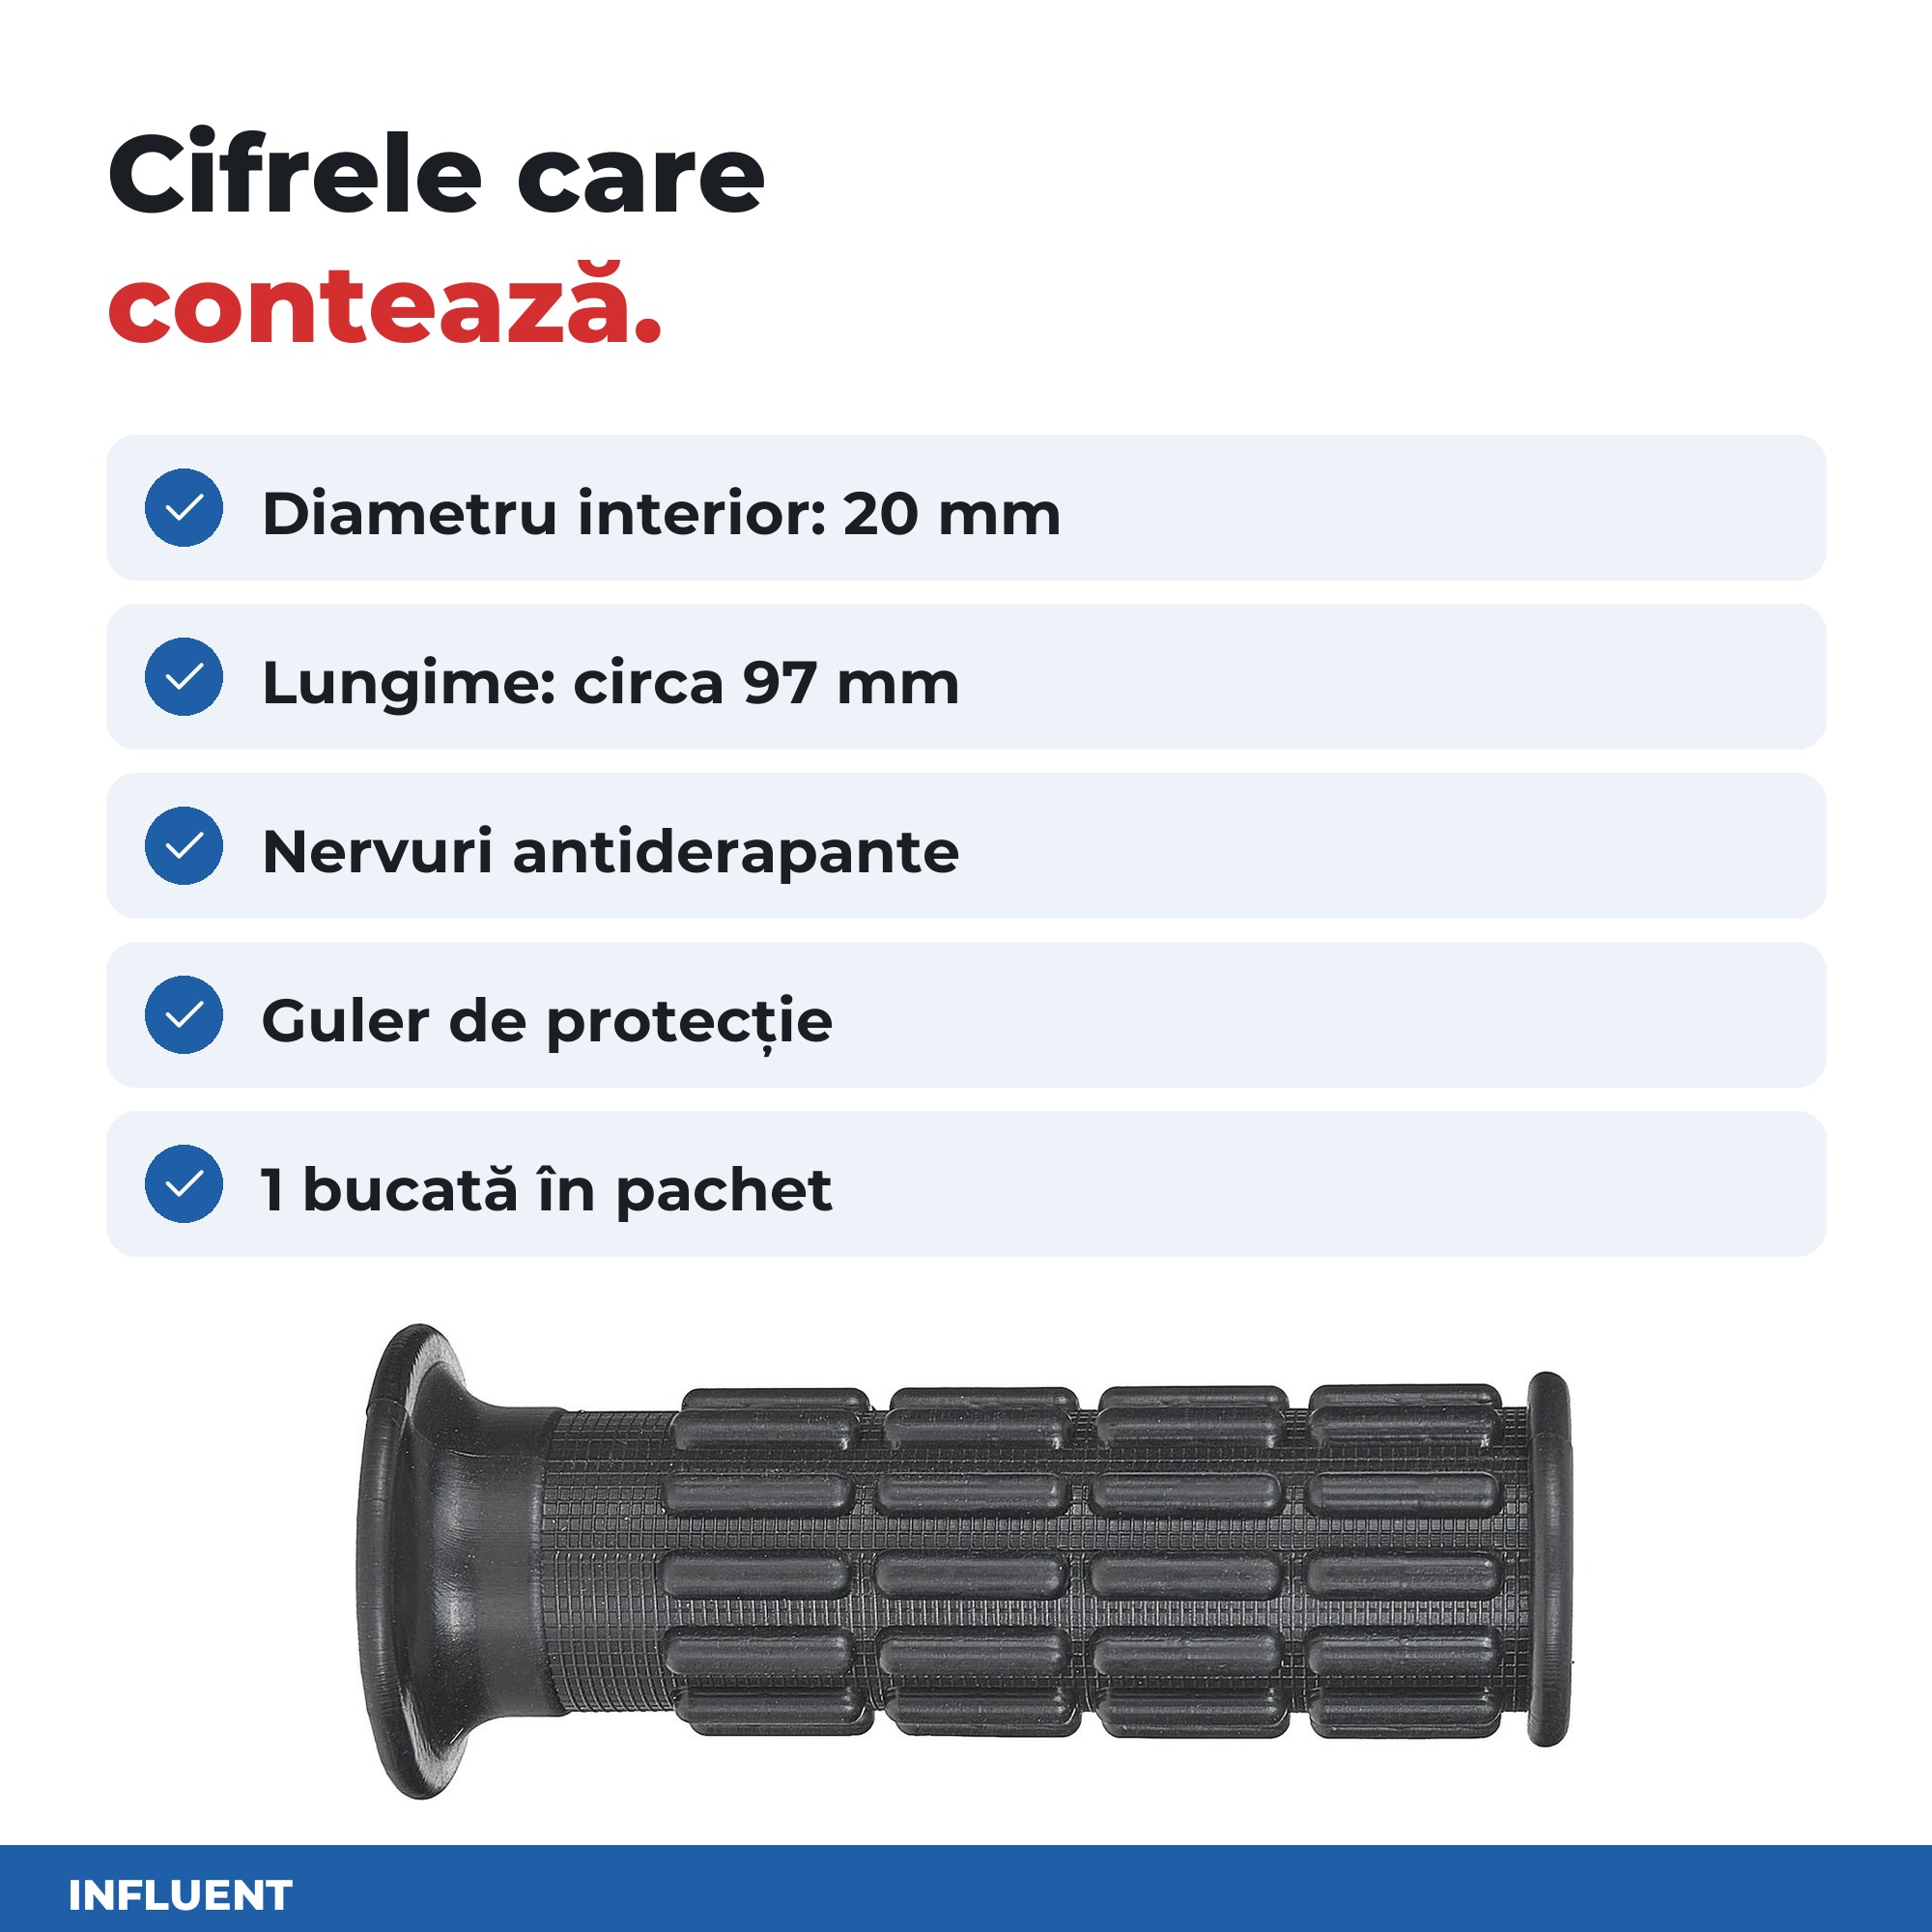 Cifrele care
contează.
Diametru interior: 20 mm
Lungime: circa 97 mm
Nervuri antiderapante
Guler de protecție
1 bucată în pachet
INFLUENT